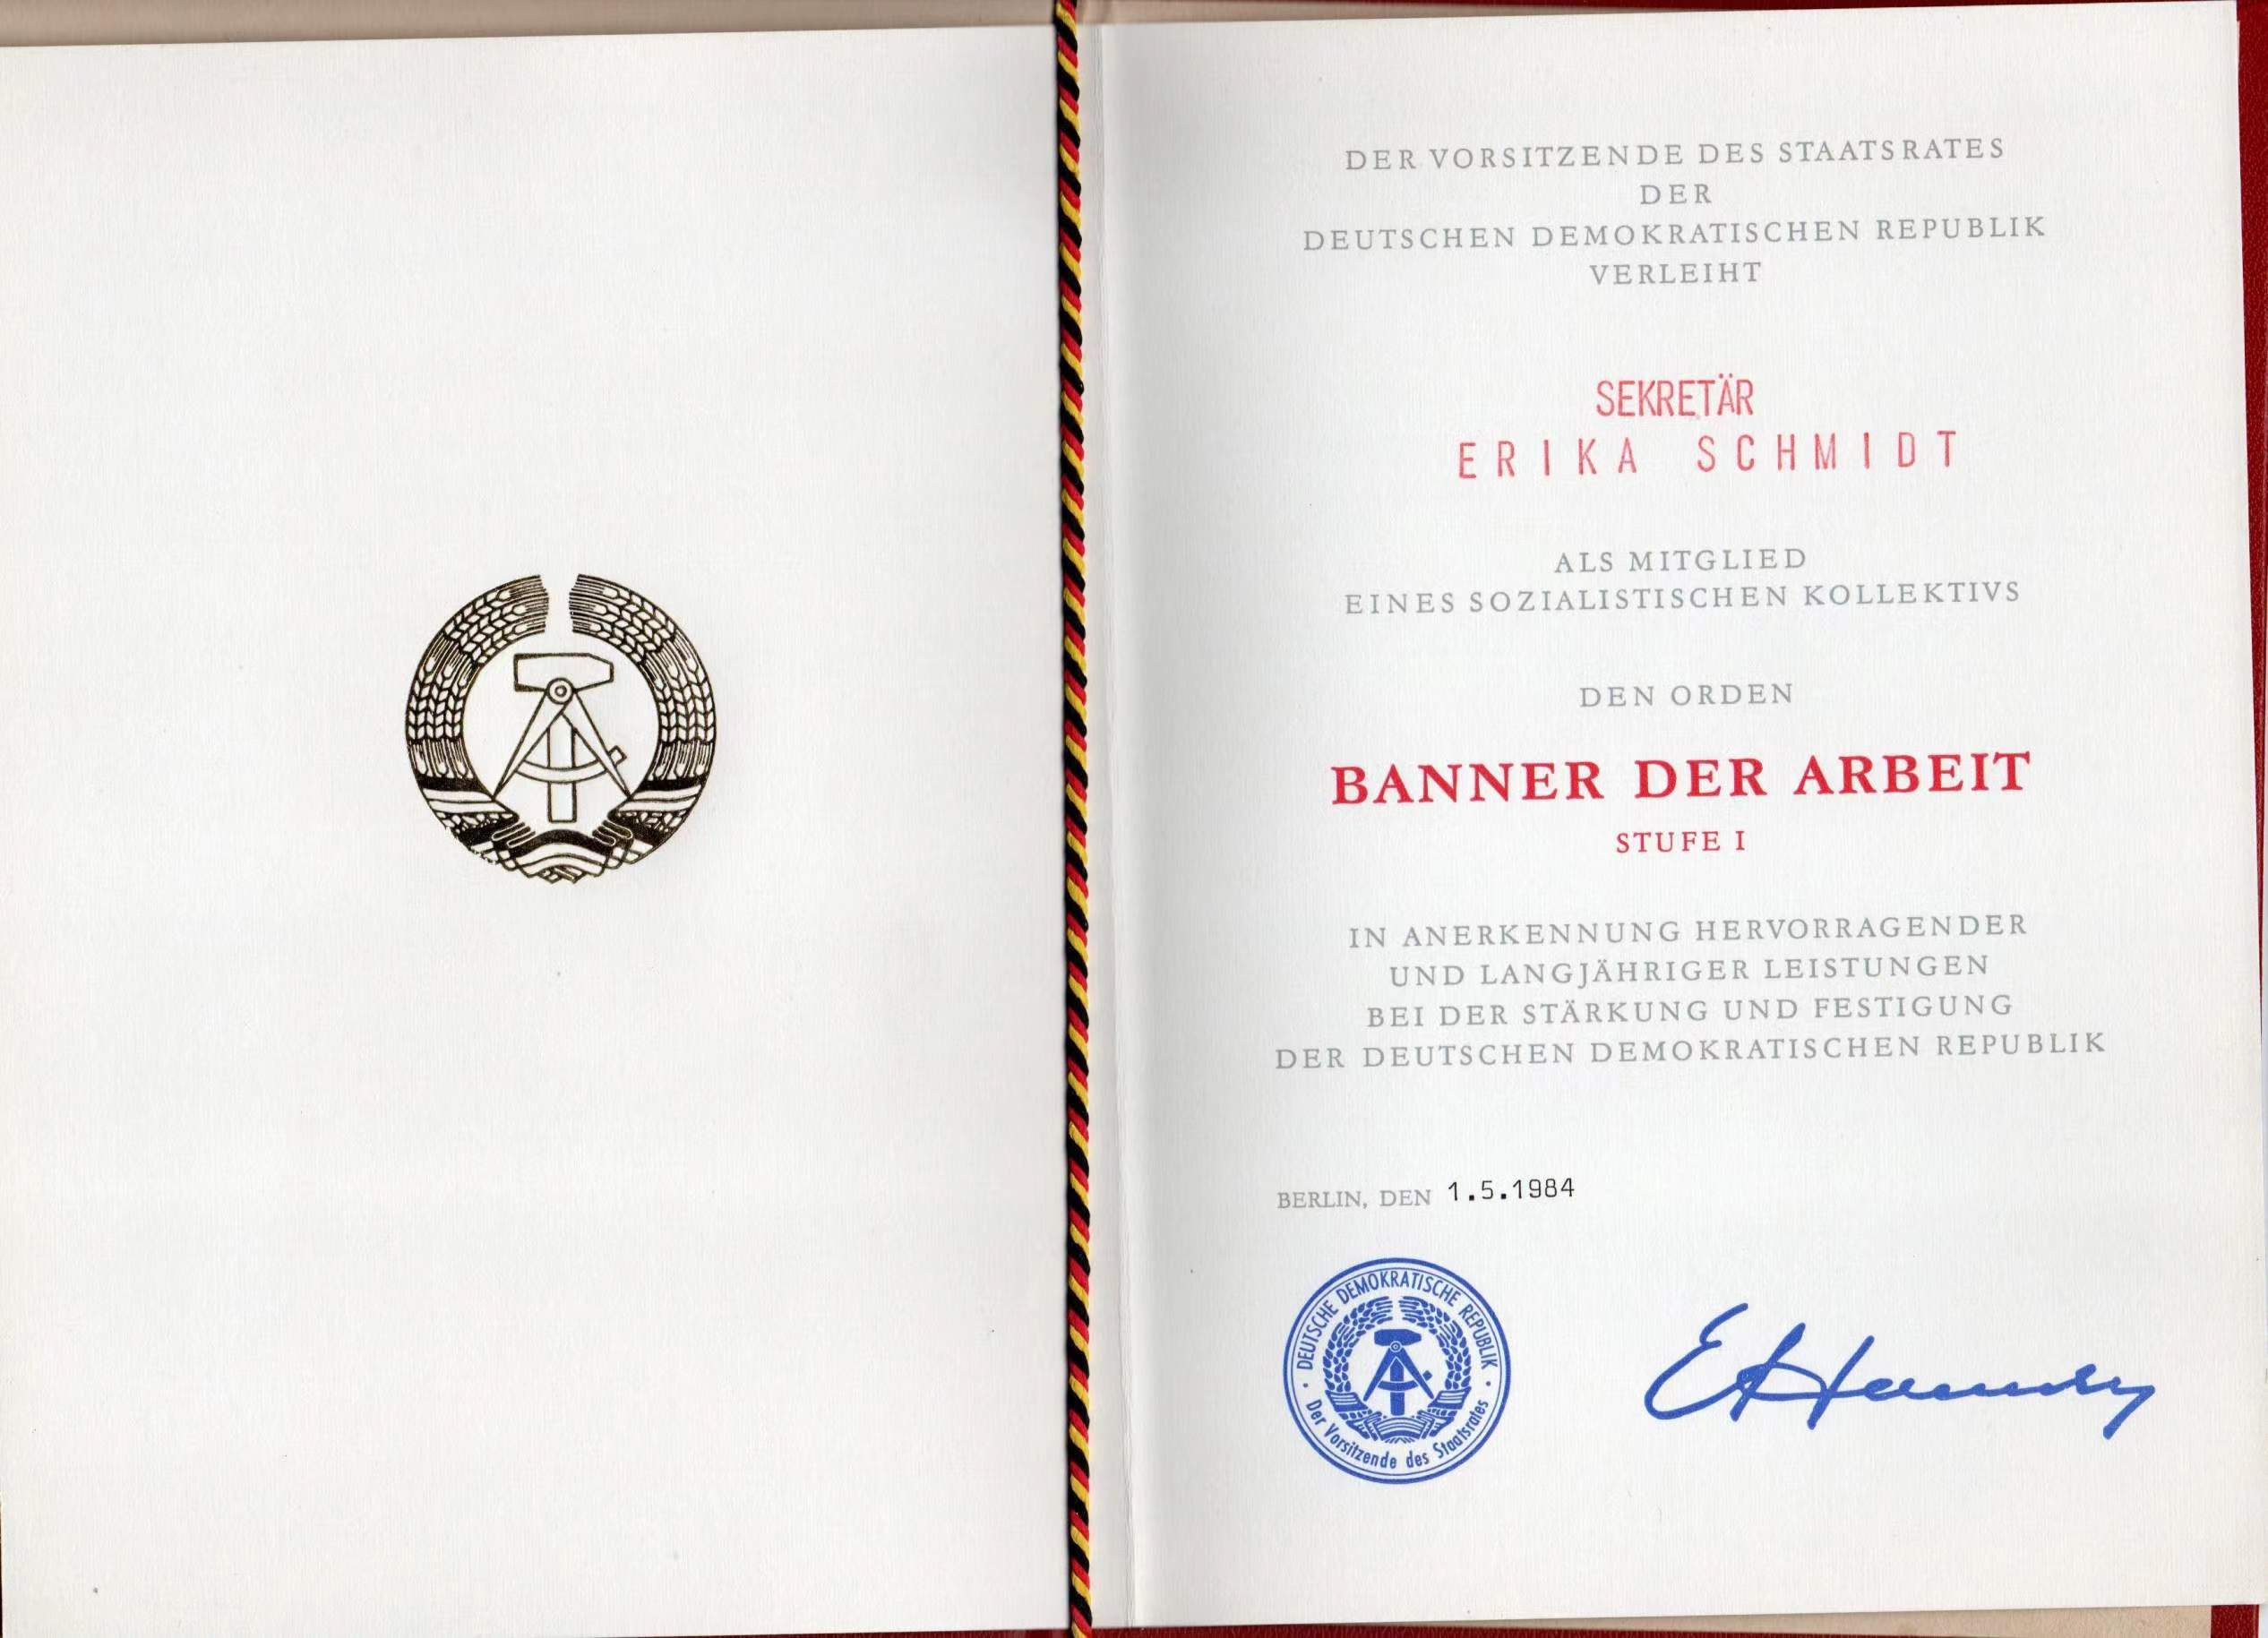 DER VORSITZENDE DES STAATSRATES
DER
DEUTSCHEN DEMOKRATISCHEN REPUBLIK
VERLEIHT
SEKRETÄR
ERIKA SCHMIDT
ALS MITGLIED
EINES SOZIALISTISCHEN KOLLEKTIVS
DEN ORDEN
BANNER DER ARBEIT
STUFE I
IN ANERKENNUNG HERVORRAGENDER
UND LANGJÄHRIGER LEISTUNGEN
BEI DER STÄRKUNG UND FESTIGUNG
DER DEUTSCHEN DEMOKRATISCHEN REPUBLIK
BERLIN, DEN 1.5.1984
DEUTSCHE DEMOKRATISCHE REPUBLIK
Der Vorsitzende des Staatsrates